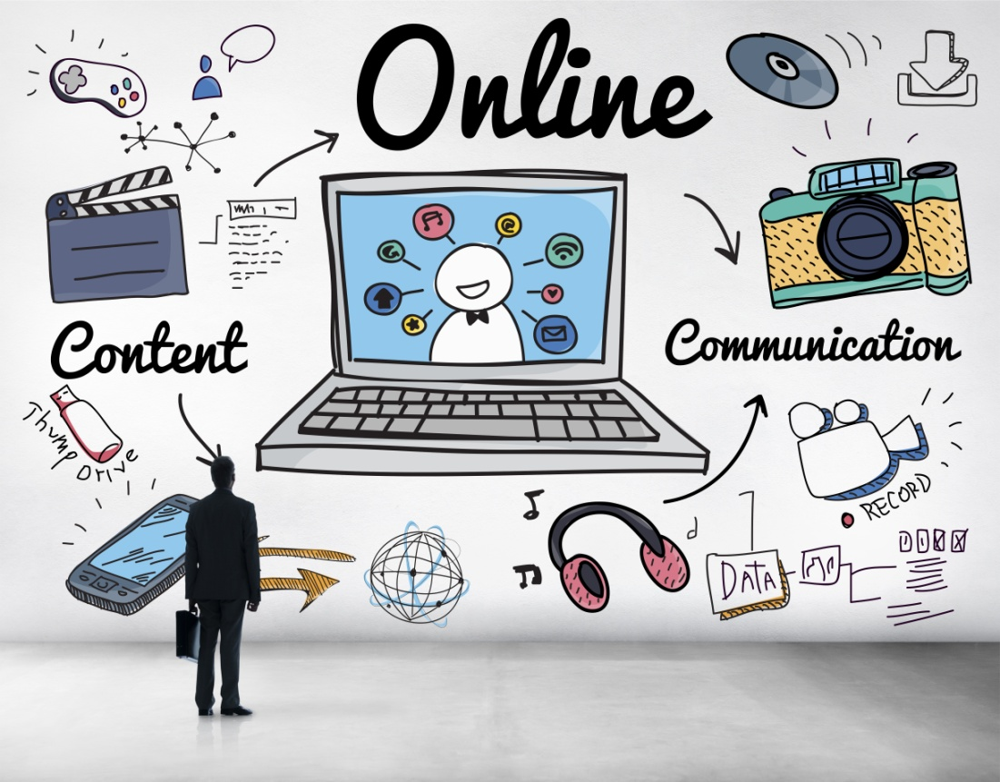 Online
Content
Communication
Thump Drive
RECORD
DATA